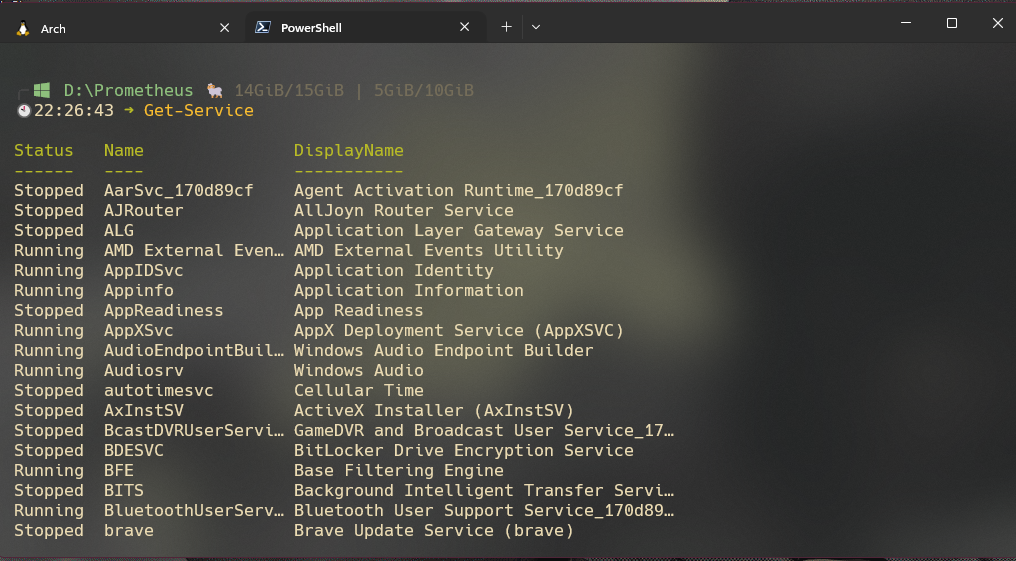 Arch
PowerShell
D:\Prometheus 14GiB/15GiB | 5GiB/10GiB
22:26:43 ➜ Get-Service
Status Name DisplayName
------ ---- -----------
Stopped AarSvc_170d89cf Agent Activation Runtime_170d89cf
Stopped AJRouter AllJoyn Router Service
Stopped ALG Application Layer Gateway Service
Running AMD External Even… AMD External Events Utility
Running AppIDSvc Application Identity
Running Appinfo Application Information
Stopped AppReadiness App Readiness
Running AppXSvc AppX Deployment Service (AppXSVC)
Running AudioEndpointBuil… Windows Audio Endpoint Builder
Running Audiosrv Windows Audio
Stopped autotimesvc Cellular Time
Stopped AxInstSV ActiveX Installer (AxInstSV)
Stopped BcastDVRUserServi… GameDVR and Broadcast User Service_17…
Stopped BDESVC BitLocker Drive Encryption Service
Running BFE Base Filtering Engine
Stopped BITS Background Intelligent Transfer Servi…
Running BluetoothUserServ… Bluetooth User Support Service_170d89…
Stopped brave Brave Update Service (brave)